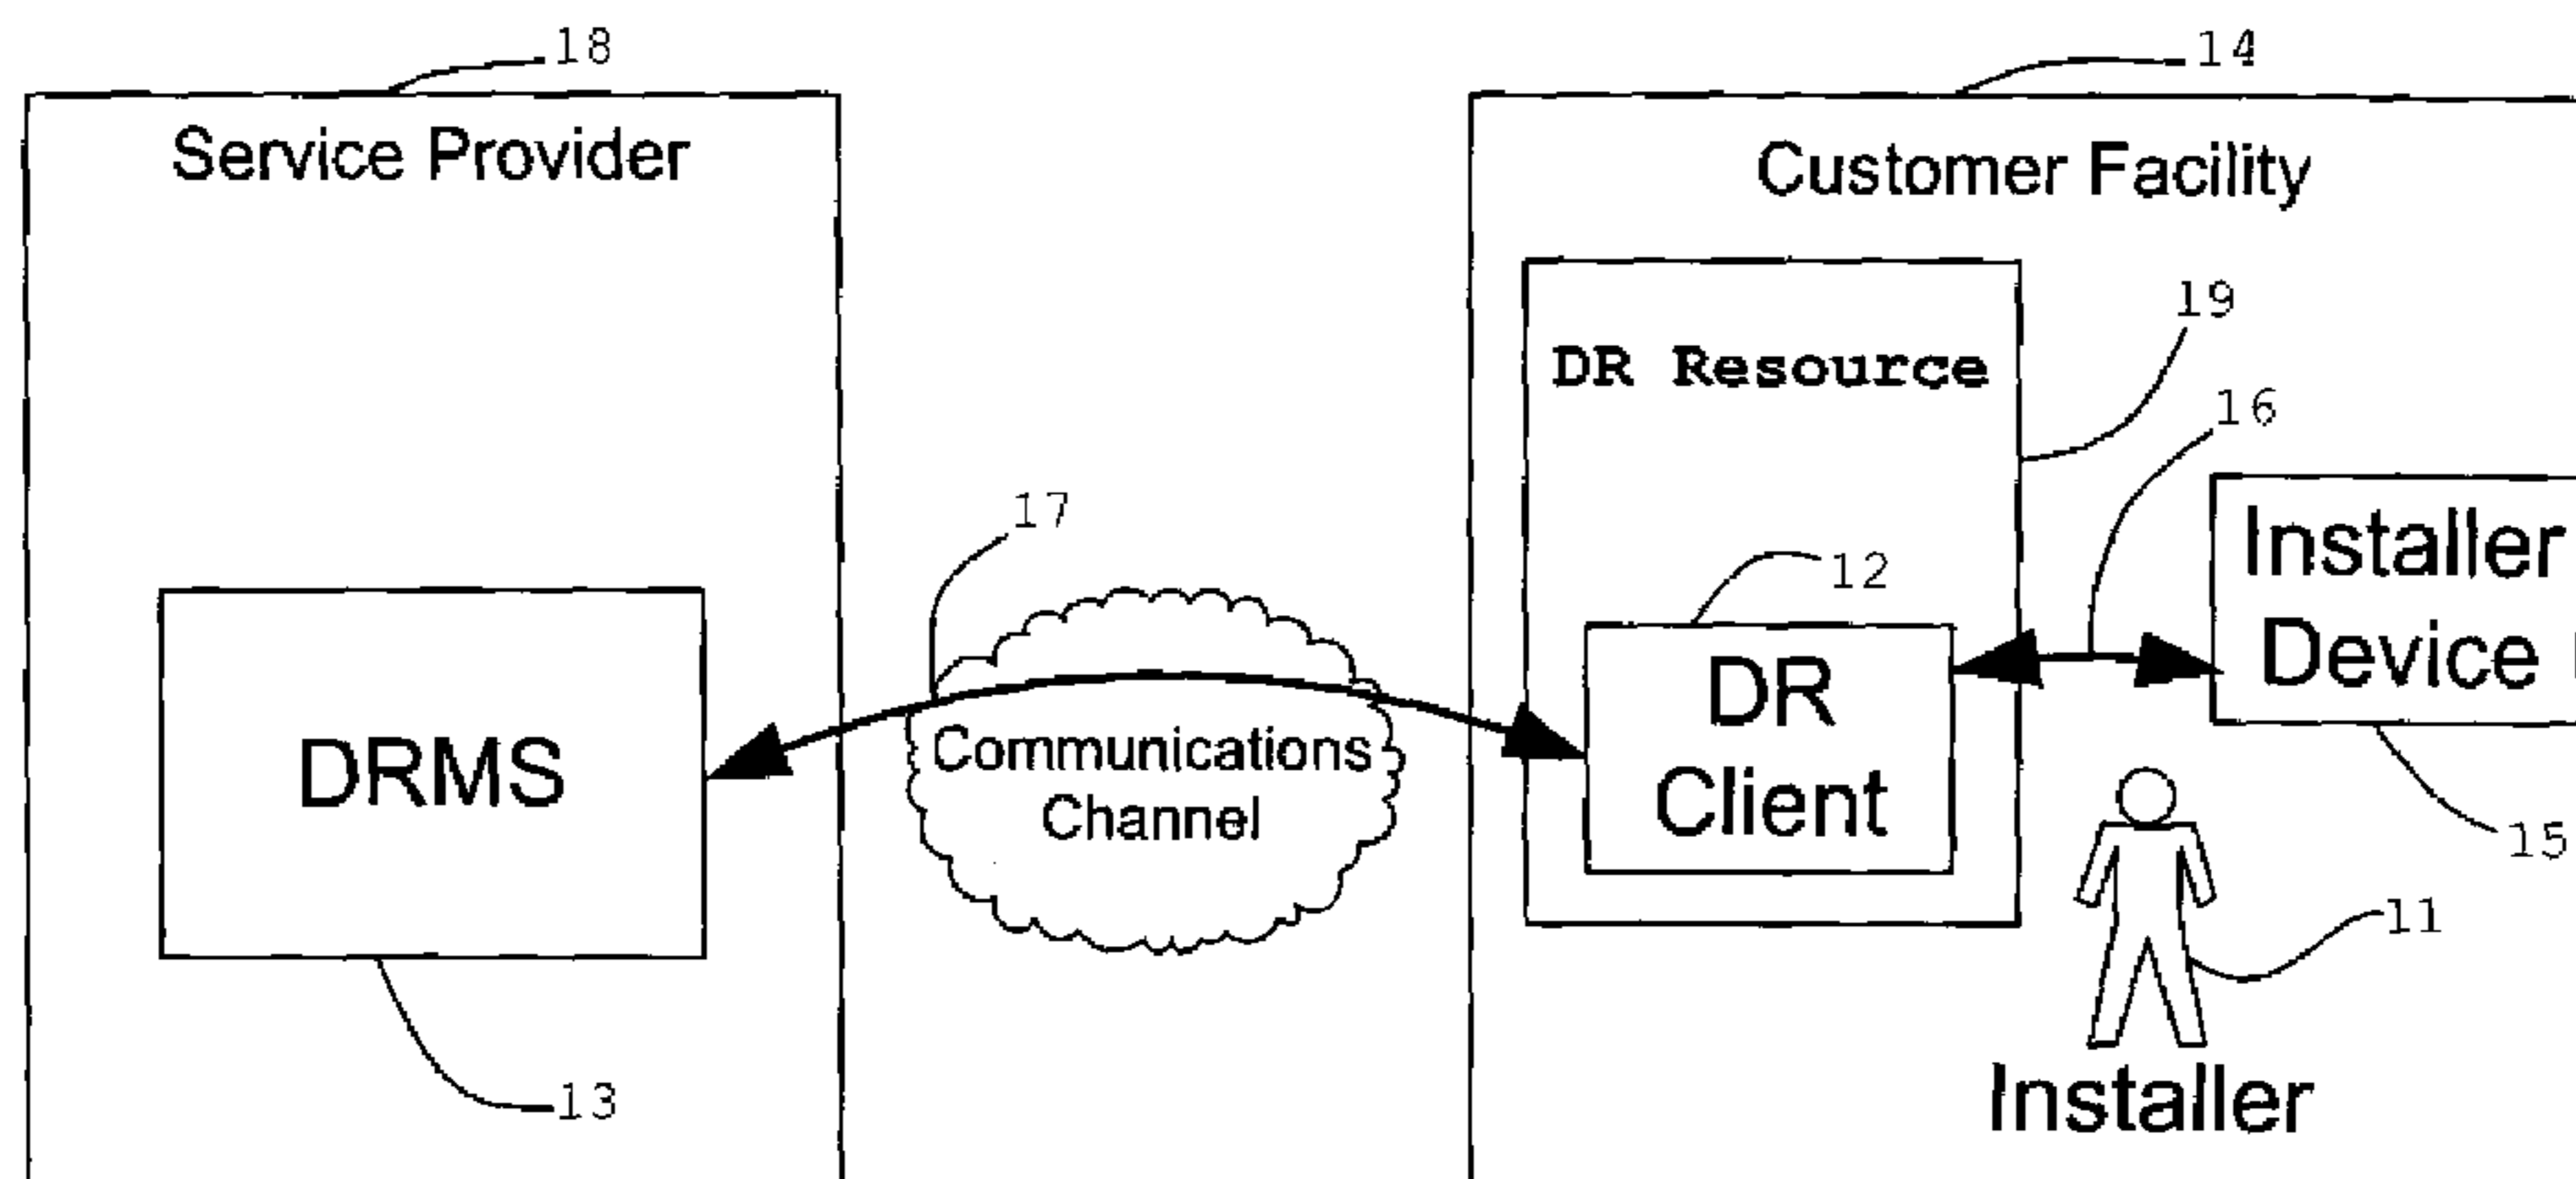 18
14
Service Provider
Customer Facility
19
DR Resource
16
17
Installer
Device
12
DR
Client
DRMS
Communications
Channel
15
11
13
Installer